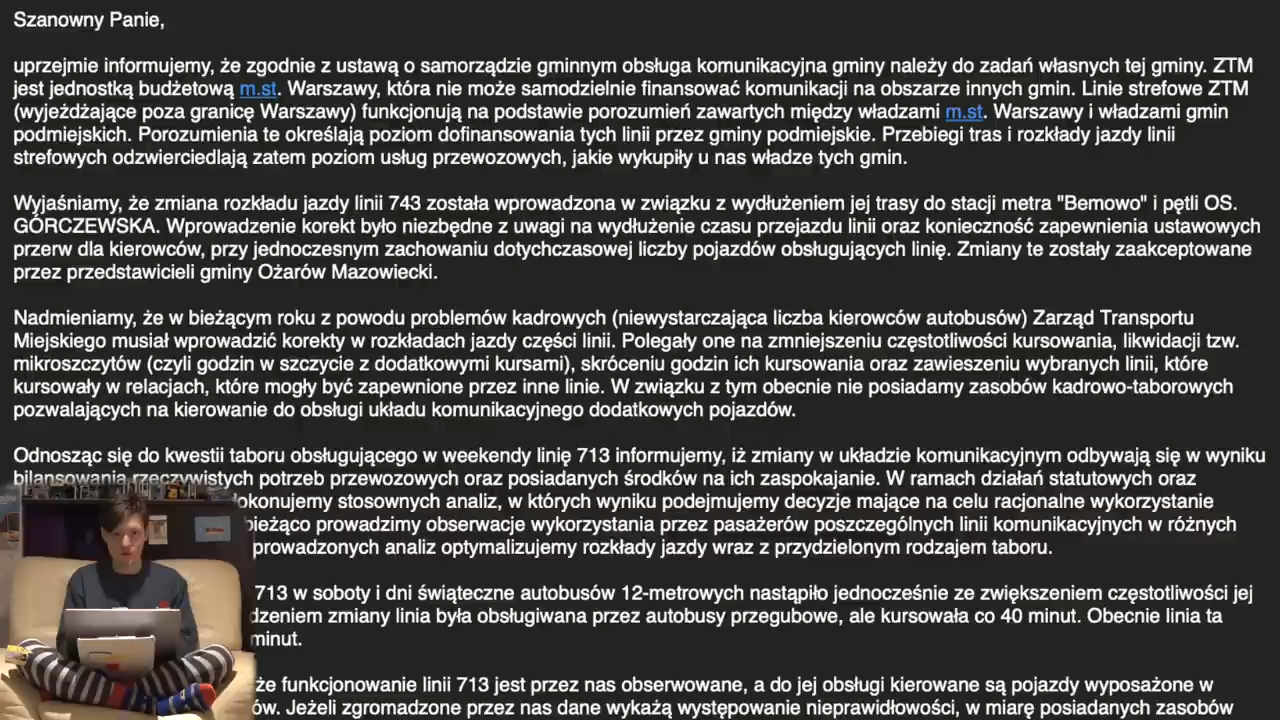 Szanowny Panie,
uprzejmie informujemy, że zgodnie z ustawą o samorządzie gminnym obsługa komunikacyjna gminy należy do zadań własnych tej gminy. ZTM
jest jednostką budżetową m.st. Warszawy, która nie może samodzielnie finansować komunikacji na obszarze innych gmin. Linie strefowe ZTM
(wyjeżdżające poza granicę Warszawy) funkcjonują na podstawie porozumień zawartych między władzami m.st. Warszawy i władzami gmin
podmiejskich. Porozumienia te określają poziom dofinansowania tych linii przez gminy podmiejskie. Przebiegi tras i rozkłady jazdy linii
strefowych odzwierciedlają zatem poziom usług przewozowych, jakie wykupiły u nas władze tych gmin.
Wyjaśniamy, że zmiana rozkładu jazdy linii 743 została wprowadzona w związku z wydłużeniem jej trasy do stacji metra "Bemowo" i pętli OS.
GÓRCZEWSKA. Wprowadzenie korekt było niezbędne z uwagi na wydłużenie czasu przejazdu linii oraz konieczność zapewnienia ustawowych
przerw dla kierowców, przy jednoczesnym zachowaniu dotychczasowej liczby pojazdów obsługujących linię. Zmiany te zostały zaakceptowane
przez przedstawicieli gminy Ożarów Mazowiecki.
Nadmieniamy, że w bieżącym roku z powodu problemów kadrowych (niewystarczająca liczba kierowców autobusów) Zarząd Transportu
Miejskiego musiał wprowadzić korekty w rozkładach jazdy części linii. Polegały one na zmniejszeniu częstotliwości kursowania, likwidacji tzw.
mikroszczytów (czyli godzin w szczycie z dodatkowymi kursami), skróceniu godzin ich kursowania oraz zawieszeniu wybranych linii, które
kursowały w relacjach, które mogły być zapewnione przez inne linie. W związku z tym obecnie nie posiadamy zasobów kadrowo-taborowych
pozwalających na kierowanie do obsługi układu komunikacyjnego dodatkowych pojazdów.
Odnosząc się do kwestii taboru obsługującego w weekendy linię 713 informujemy, iż zmiany w układzie komunikacyjnym odbywają się w wyniku
bilansowania rzeczywistych potrzeb przewozowych oraz posiadanych środków na ich zaspokajanie. W ramach działań statutowych oraz
okonujemy stosownych analiz, w których wyniku podejmujemy decyzje mające na celu racjonalne wykorzystanie
bieżąco prowadzimy obserwacje wykorzystania przez pasażerów poszczególnych linii komunikacyjnych w różnych
prowadzonych analiz optymalizujemy rozkłady jazdy wraz z przydzielonym rodzajem taboru.
713 w soboty i dni świąteczne autobusów 12-metrowych nastąpiło jednocześnie ze zwiększeniem częstotliwości jej
dzeniem zmiany linia była obsługiwana przez autobusy przegubowe, ale kursowała co 40 minut. Obecnie linia ta
minut.
że funkcjonowanie linii 713 jest przez nas obserwowane, a do jej obsługi kierowane są pojazdy wyposażone w
ów. Jeżeli zgromadzone przez nas dane wykażą występowanie nieprawidłowości, w miarę posiadanych zasobów